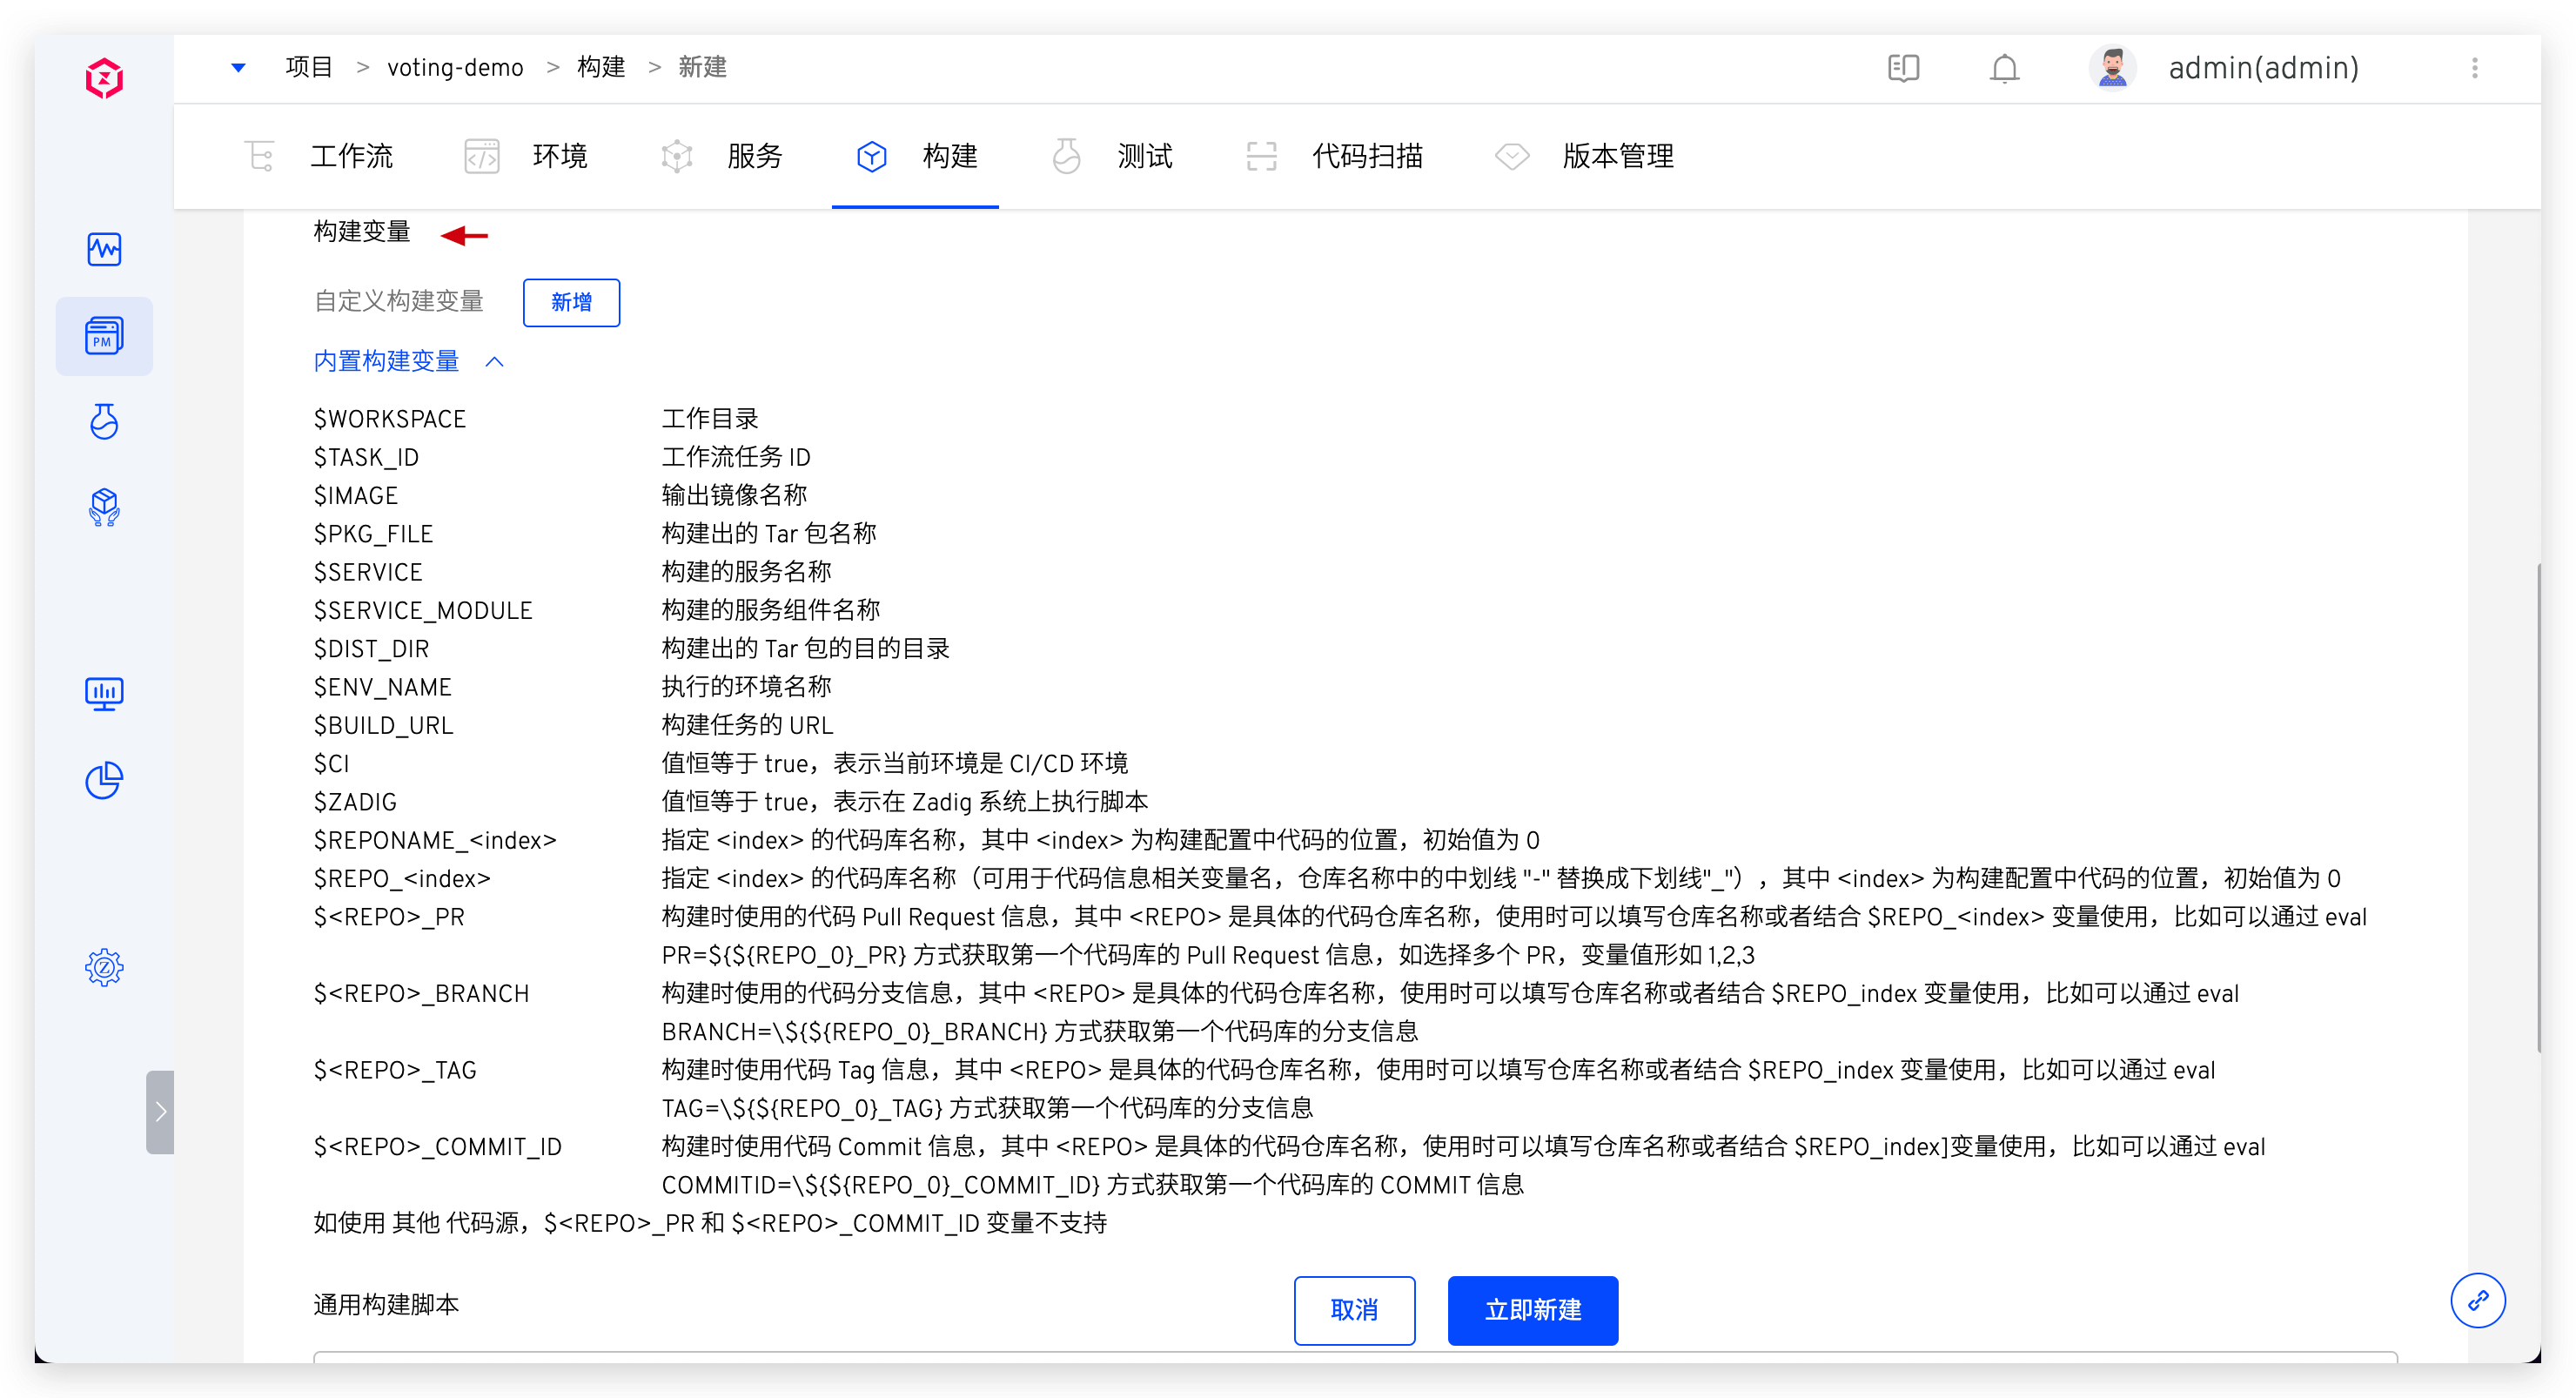 项目 > voting-demo > 构建 > 新建
admin(admin)
工作流 环境 服务 构建 测试 代码扫描 版本管理
PM
构建变量
自定义构建变量 新增
内置构建变量
$WORKSPACE 工作目录
$TASK_ID 工作流任务 ID
$IMAGE 输出镜像名称
$PKG_FILE 构建出的 Tar 包名称
$SERVICE 构建的服务名称
$SERVICE_MODULE 构建的服务组件名称
$DIST_DIR 构建出的 Tar 包的目的目录
$ENV_NAME 执行的环境名称
$BUILD_URL 构建任务的 URL
$CI 值恒等于 true，表示当前环境是 CI/CD 环境
$ZADIG 值恒等于 true，表示在 Zadig 系统上执行脚本
$REPONAME_<index> 指定 <index> 的代码库名称，其中 <index> 为构建配置中代码的位置，初始值为 0
$REPO_<index> 指定 <index> 的代码库名称（可用于代码信息相关变量名，仓库名称中的中划线 "-" 替换成下划线"_"），其中 <index> 为构建配置中代码的位置，初始值为 0
$<REPO>_PR 构建时使用的代码 Pull Request 信息，其中 <REPO> 是具体的代码仓库名称，使用时可以填写仓库名称或者结合 $REPO_<index> 变量使用，比如可以通过 eval
PR=${${REPO_0}_PR} 方式获取第一个代码库的 Pull Request 信息，如选择多个 PR，变量值形如 1,2,3
$<REPO>_BRANCH 构建时使用的代码分支信息，其中 <REPO> 是具体的代码仓库名称，使用时可以填写仓库名称或者结合 $REPO_index 变量使用，比如可以通过 eval
BRANCH=\${${REPO_0}_BRANCH} 方式获取第一个代码库的分支信息
$<REPO>_TAG 构建时使用代码 Tag 信息，其中 <REPO> 是具体的代码仓库名称，使用时可以填写仓库名称或者结合 $REPO_index 变量使用，比如可以通过 eval
TAG=\${${REPO_0}_TAG} 方式获取第一个代码库的分支信息
$<REPO>_COMMIT_ID 构建时使用代码 Commit 信息，其中 <REPO> 是具体的代码仓库名称，使用时可以填写仓库名称或者结合 $REPO_index]变量使用，比如可以通过 eval
COMMITID=\${${REPO_0}_COMMIT_ID} 方式获取第一个代码库的 COMMIT 信息
如使用 其他 代码源，$<REPO>_PR 和 $<REPO>_COMMIT_ID 变量不支持
通用构建脚本
取消 立即新建